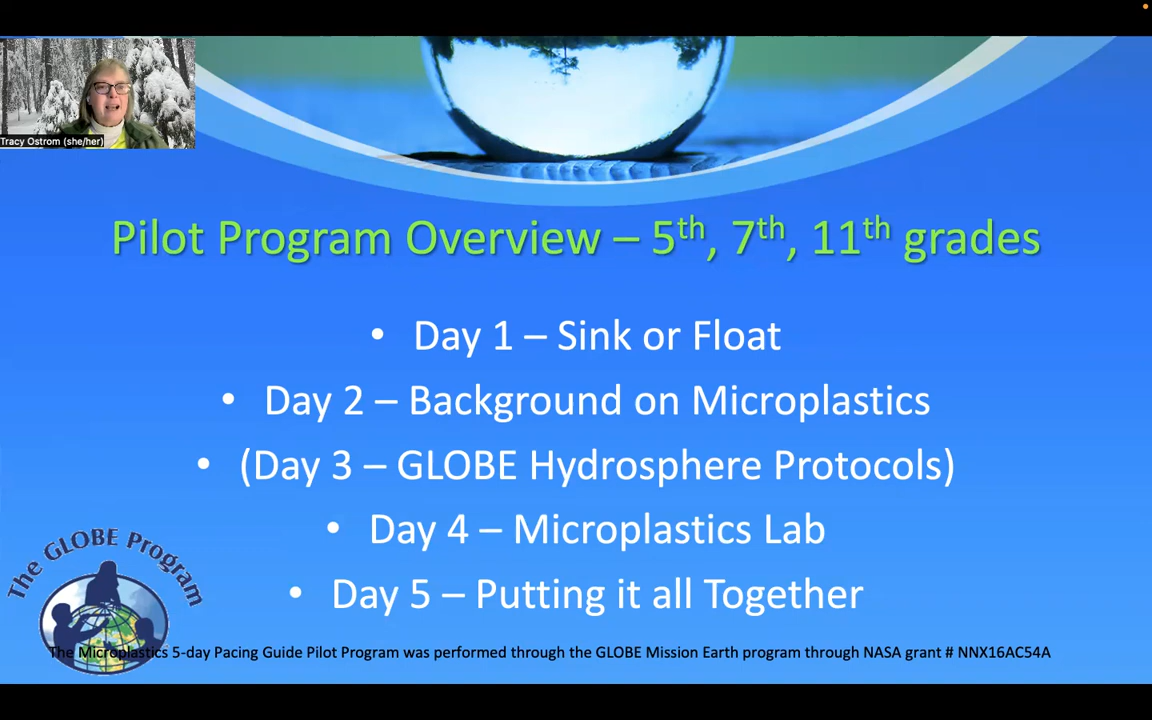 Tracy Ostrom (she/her)
Pilot Program Overview – 5th, 7th, 11th grades
• Day 1 – Sink or Float
• Day 2 – Background on Microplastics
• (Day 3 – GLOBE Hydrosphere Protocols)
• Day 4 – Microplastics Lab
• Day 5 – Putting it all Together
The GLOBE Program
The Microplastics 5-day Pacing Guide Pilot Program was performed through the GLOBE Mission Earth program through NASA grant # NNX16AC54A